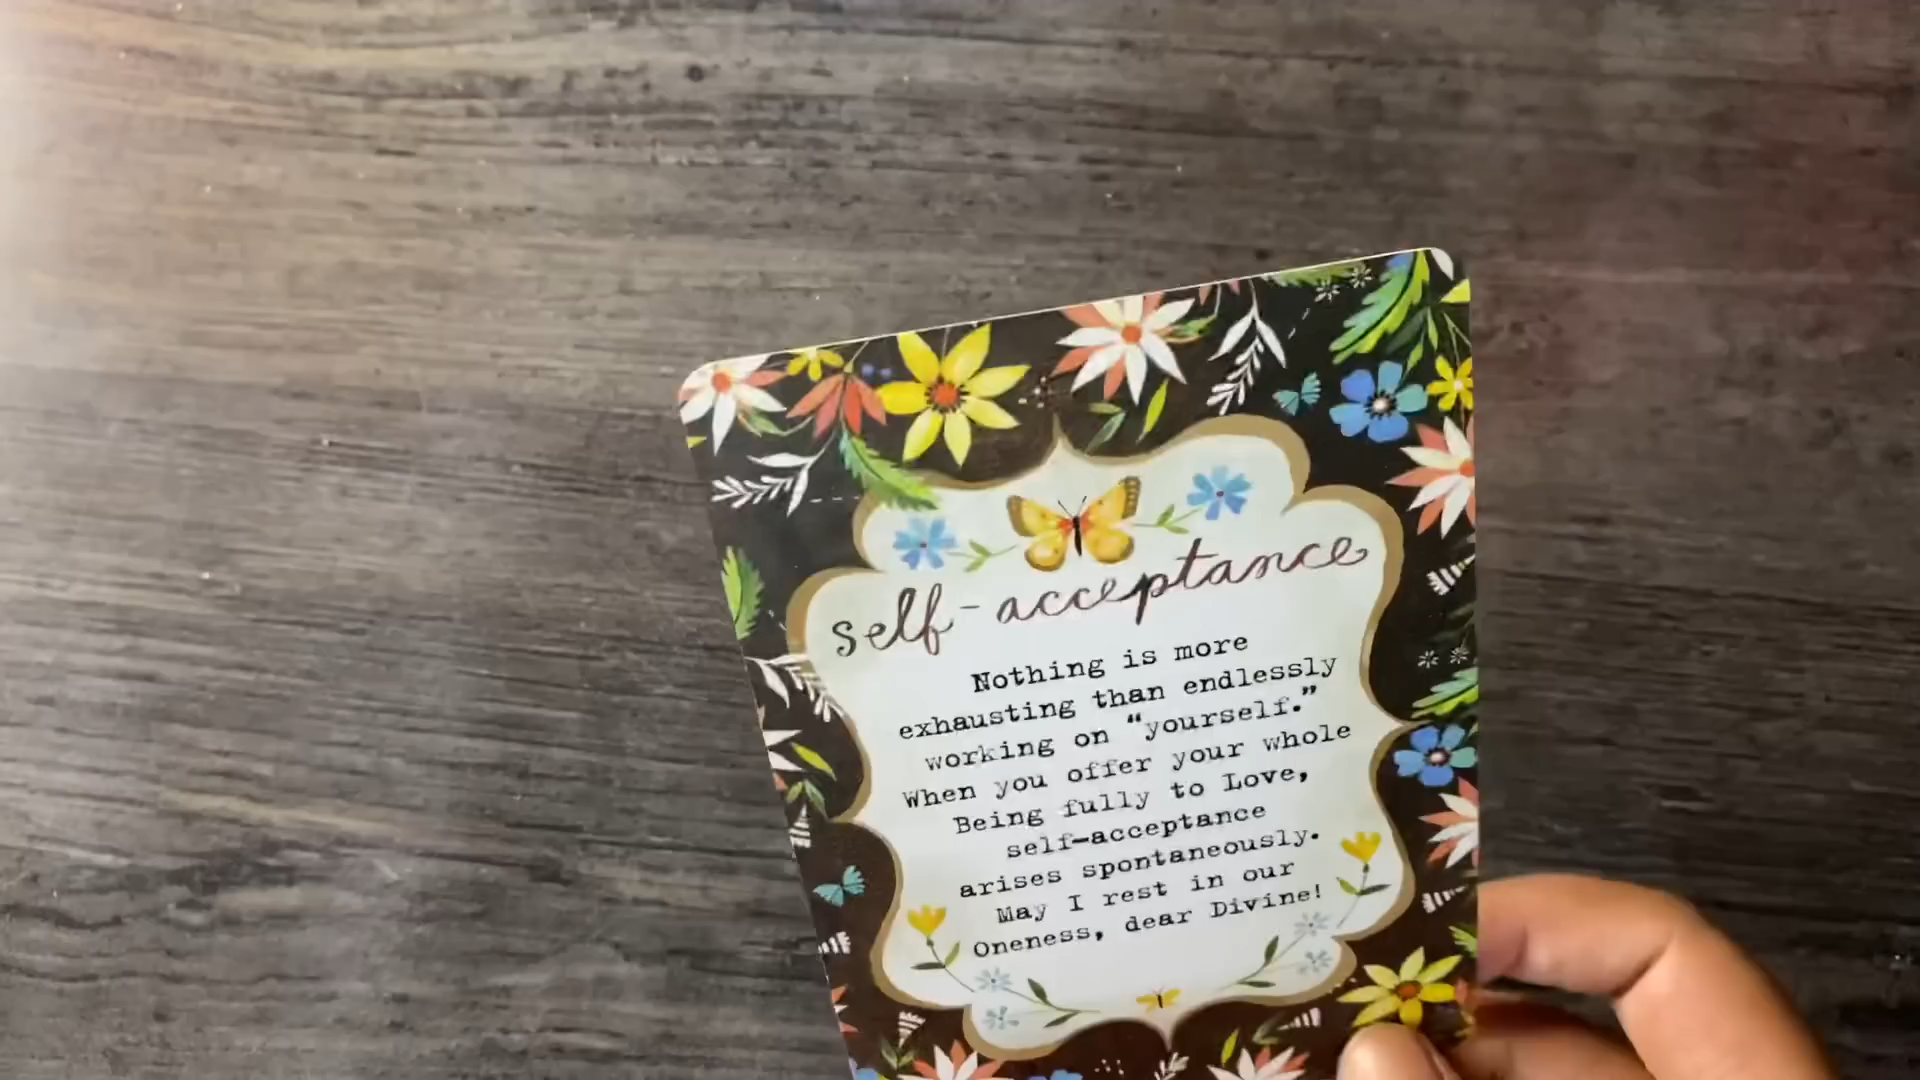 self-acceptance
Nothing is more
exhausting than endlessly
working on “yourself.”
When you offer your whole
Being fully to Love,
self-acceptance
arises spontaneously.
May I rest in our
Oneness, dear Divine!